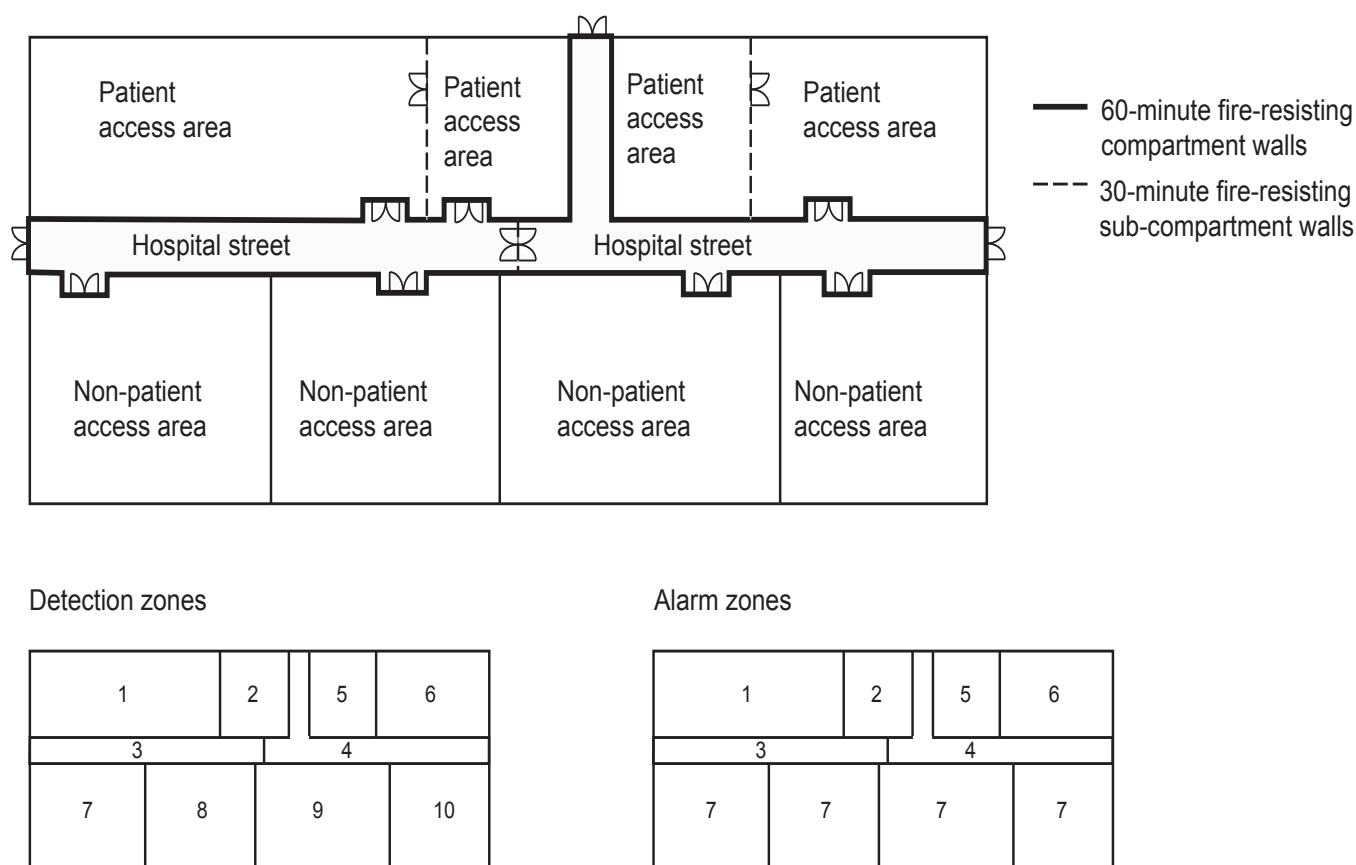 Patient
access area
Patient
access
area
Patient
access
area
Patient
access area
60-minute fire-resisting
compartment walls
30-minute fire-resisting
sub-compartment walls
Hospital street
Hospital street
Non-patient
access area
Non-patient
access area
Non-patient
access area
Non-patient
access area
Detection zones
1
2
5
6
3
4
7
8
9
10
Alarm zones
1
2
5
6
3
4
7
7
7
7